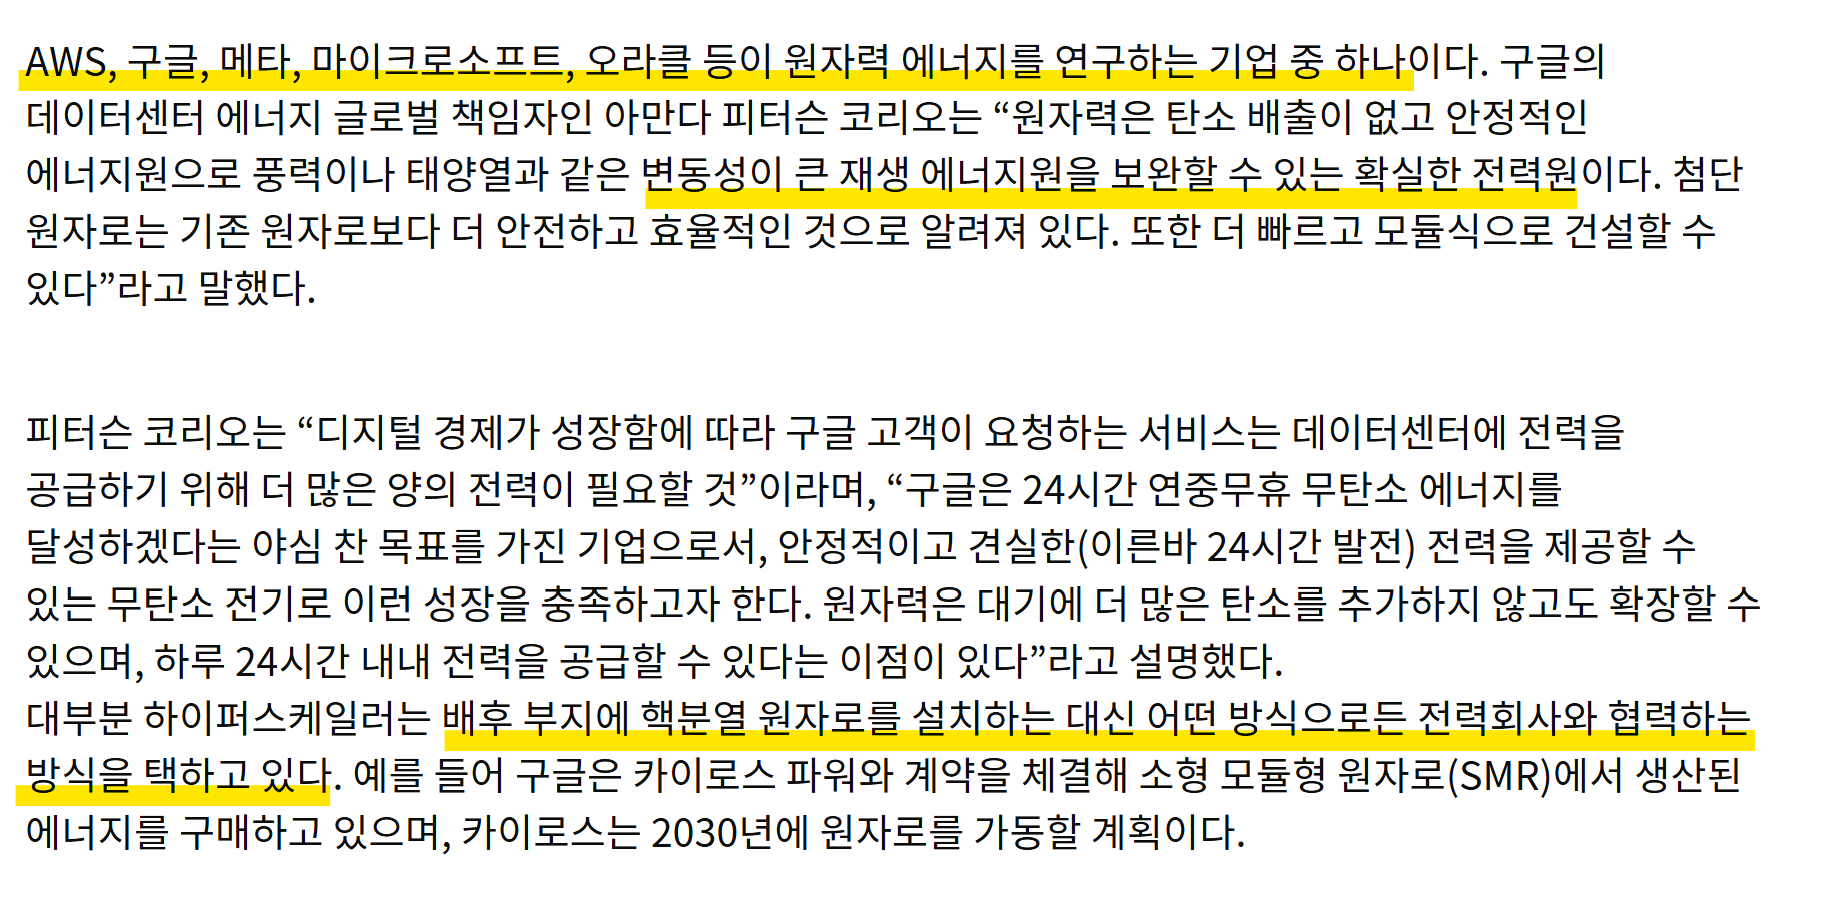 AWS, 구글, 메타, 마이크로소프트, 오라클 등이 원자력 에너지를 연구하는 기업 중 하나이다. 구글의
데이터센터 에너지 글로벌 책임자인 아만다 피터슨 코리오는 “원자력은 탄소 배출이 없고 안정적인
에너지원으로 풍력이나 태양열과 같은 변동성이 큰 재생 에너지원을 보완할 수 있는 확실한 전력원이다. 첨단
원자로는 기존 원자로보다 더 안전하고 효율적인 것으로 알려져 있다. 또한 더 빠르고 모듈식으로 건설할 수
있다”라고 말했다.
피터슨 코리오는 “디지털 경제가 성장함에 따라 구글 고객이 요청하는 서비스는 데이터센터에 전력을
공급하기 위해 더 많은 양의 전력이 필요할 것”이라며, “구글은 24시간 연중무휴 무탄소 에너지를
달성하겠다는 야심 찬 목표를 가진 기업으로서, 안정적이고 견실한(이른바 24시간 발전) 전력을 제공할 수
있는 무탄소 전기로 이런 성장을 충족하고자 한다. 원자력은 대기에 더 많은 탄소를 추가하지 않고도 확장할 수
있으며, 하루 24시간 내내 전력을 공급할 수 있다는 이점이 있다”라고 설명했다.
대부분 하이퍼스케일러는 배후 부지에 핵분열 원자로를 설치하는 대신 어떤 방식으로든 전력회사와 협력하는
방식을 택하고 있다. 예를 들어 구글은 카이로스 파워와 계약을 체결해 소형 모듈형 원자로(SMR)에서 생산된
에너지를 구매하고 있으며, 카이로스는 2030년에 원자로를 가동할 계획이다.